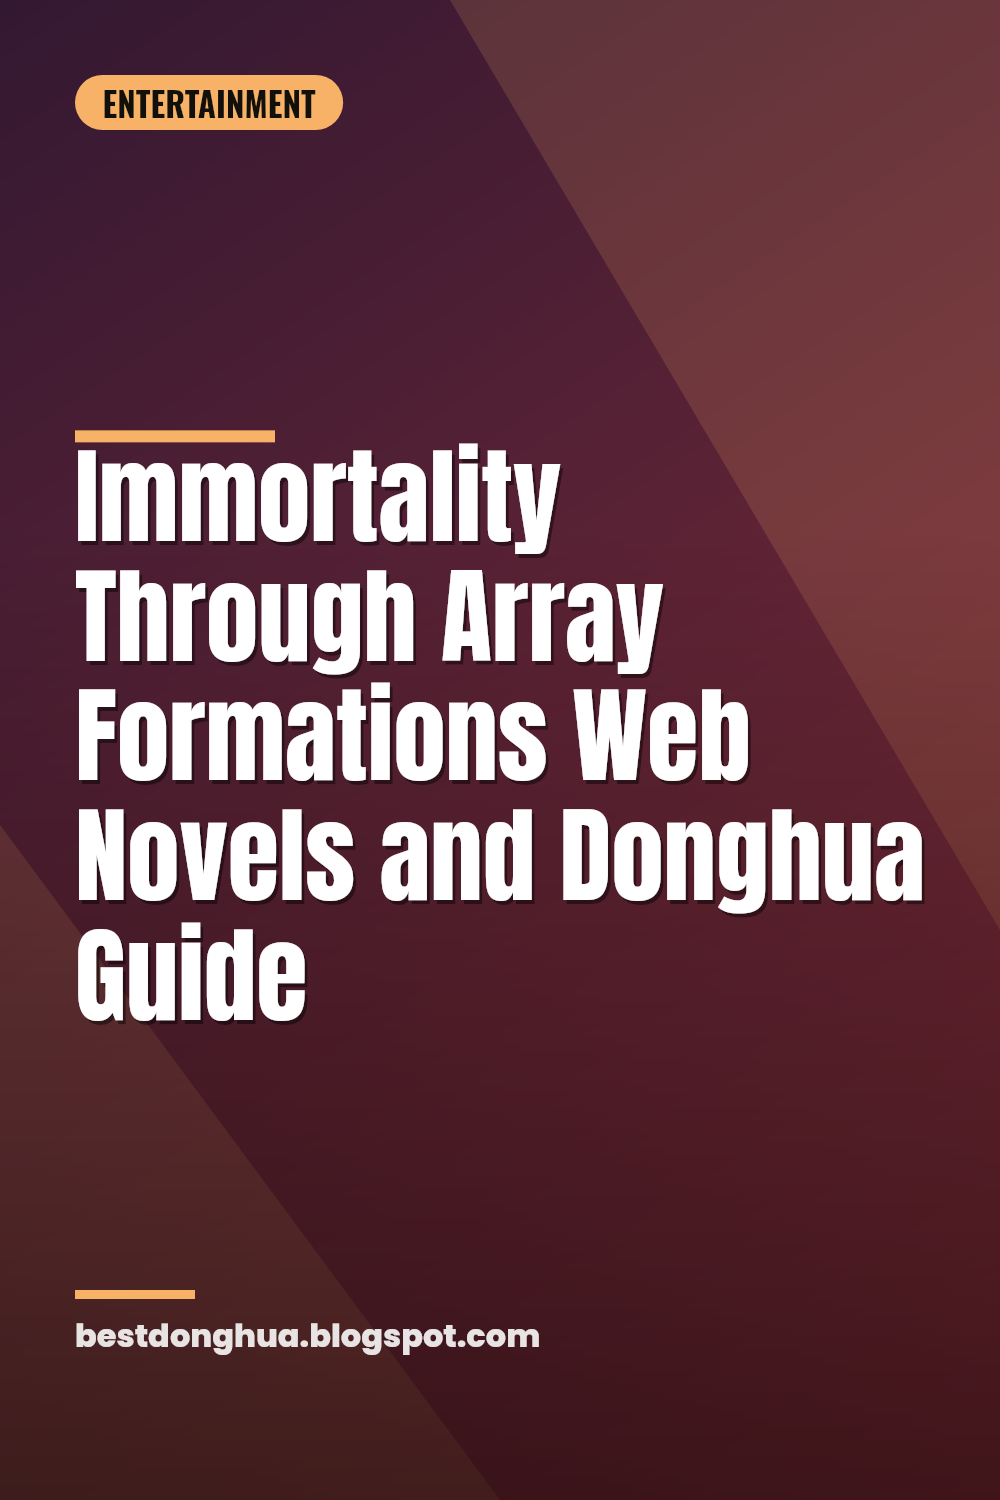 ENTERTAINMENT
Immortality
Through Array
Formations Web
Novels and Donghua
Guide
bestdonghua.blogspot.com